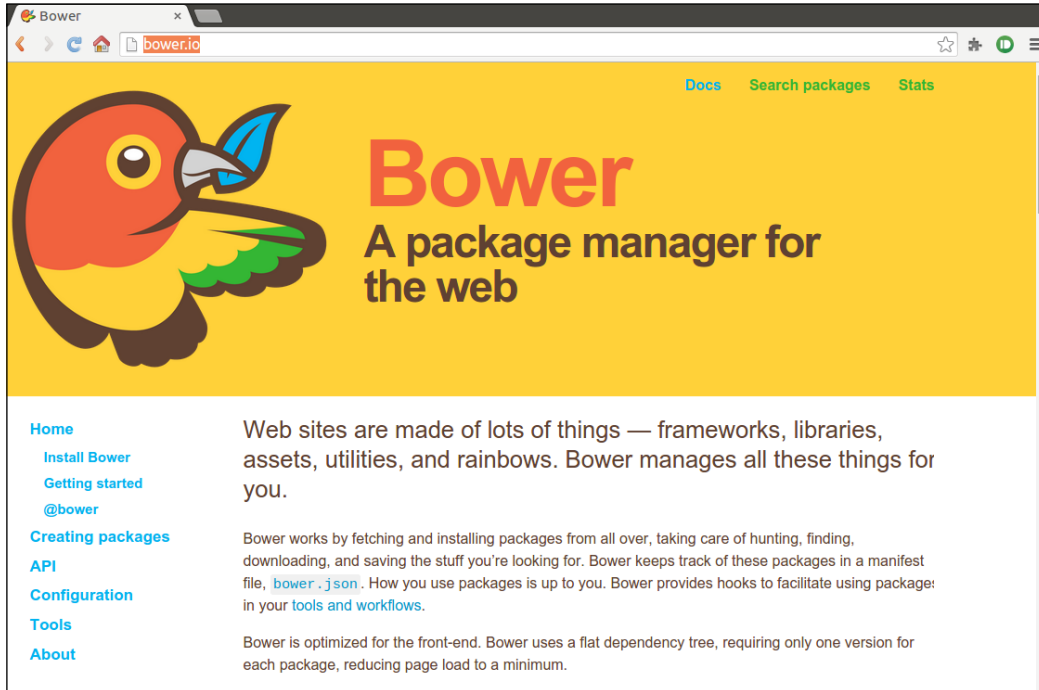 Bower
bower.io
Docs Search packages Stats
Bower
A package manager for
the web
Home
Install Bower
Getting started
@bower
Creating packages
API
Configuration
Tools
About
Web sites are made of lots of things — frameworks, libraries,
assets, utilities, and rainbows. Bower manages all these things for
you.
Bower works by fetching and installing packages from all over, taking care of hunting, finding,
downloading, and saving the stuff you’re looking for. Bower keeps track of these packages in a manifest
file, bower.json. How you use packages is up to you. Bower provides hooks to facilitate using packages
in your tools and workflows.
Bower is optimized for the front-end. Bower uses a flat dependency tree, requiring only one version for
each package, reducing page load to a minimum.